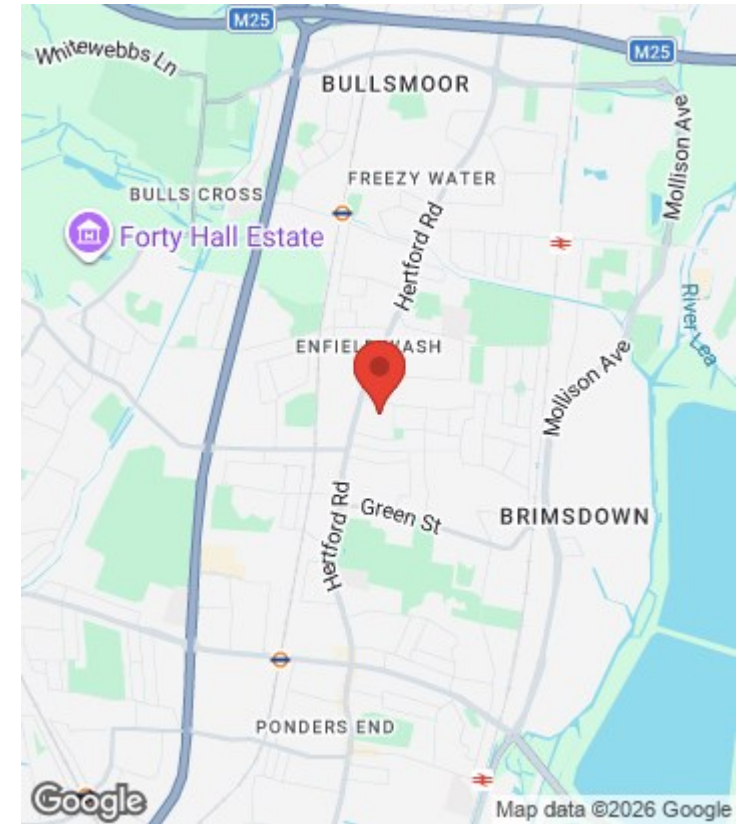 M25
Whitewebbs Ln
M25
BULLSMOOR
Mollison Ave
FREEZY WATER
BULLS CROSS
Forty Hall Estate
Hertford Rd
River Lea
ENFIELD WASH
Mollison Ave
Hertford Rd
Green St
BRIMSDOWN
PONDERS END
Google
Map data ©2026 Google